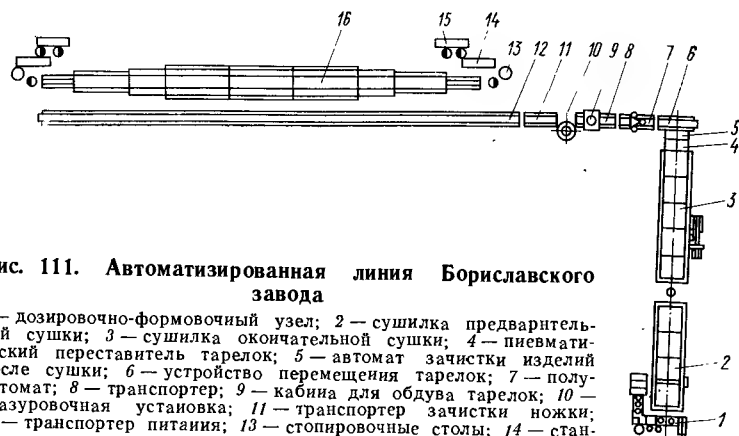 16
15
14
13 12 11 10 9 8 7 6
5
4
3
2
1
ис. 111. Автоматизированная линия Бориславского
завода
— дозировочно-формовочный узел; 2 — сушилка предваритель-
й сушки; 3 — сушилка окончательной сушки; 4 — пневмати-
ский переставитель тарелок; 5 — автомат зачистки изделий
сле сушки; 6 — устройство перемещения тарелок; 7 — полу-
томат; 8 — транспортер; 9 — кабина для обдува тарелок; 10 —
азуровочная установка; 11 — транспортер зачистки ножки;
— транспортер питания; 13 — стопировочные столы; 14 — стан-